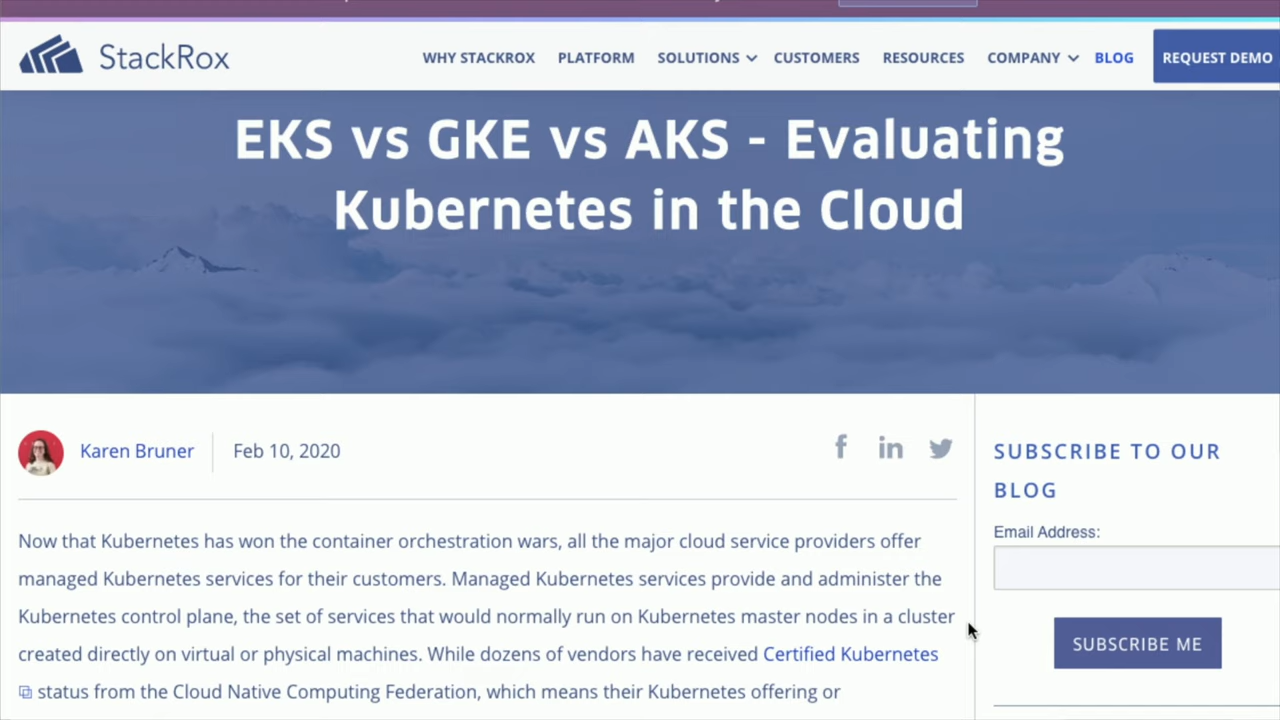 StackRox
WHY STACKROX PLATFORM SOLUTIONS CUSTOMERS RESOURCES COMPANY BLOG REQUEST DEMO
EKS vs GKE vs AKS - Evaluating
Kubernetes in the Cloud
Karen Bruner Feb 10, 2020
Now that Kubernetes has won the container orchestration wars, all the major cloud service providers offer
managed Kubernetes services for their customers. Managed Kubernetes services provide and administer the
Kubernetes control plane, the set of services that would normally run on Kubernetes master nodes in a cluster
created directly on virtual or physical machines. While dozens of vendors have received Certified Kubernetes
status from the Cloud Native Computing Federation, which means their Kubernetes offering or
SUBSCRIBE TO OUR
BLOG
Email Address:
SUBSCRIBE ME